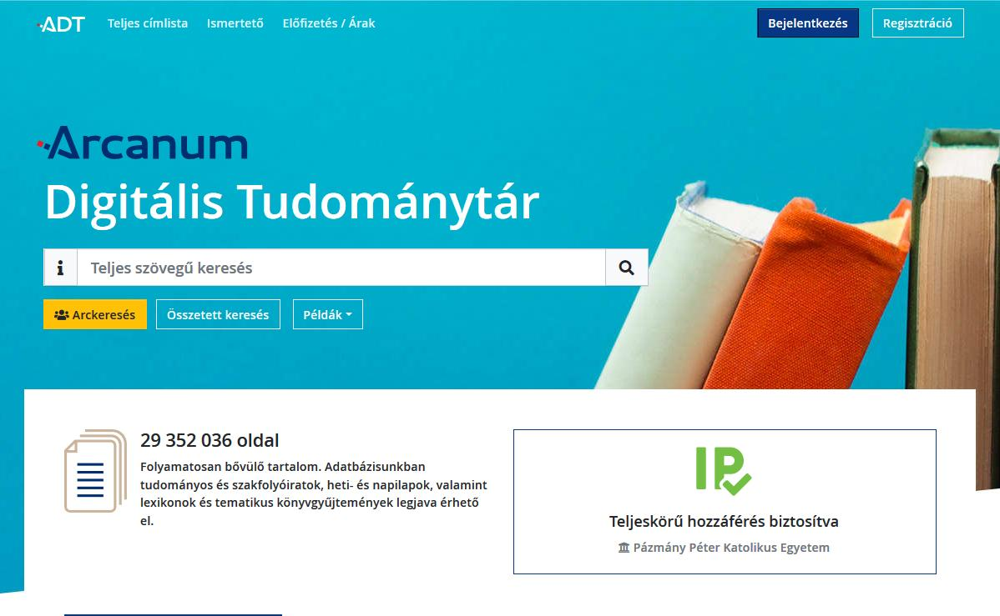 ADT Teljes címlista Ismertető Előfizetés / Árak Bejelentkezés Regisztráció
Arcanum
Digitális Tudománytár
Teljes szövegű keresés
Arckeresés Összetett keresés Példák
29 352 036 oldal
Folyamatosan bővülő tartalom. Adatbázisunkban
tudományos és szakfolyóiratok, heti- és napilapok, valamint
lexikonok és tematikus könyvgyűjtemények legjava érhető
el.
IP
Teljeskörű hozzáférés biztosítva
Pázmány Péter Katolikus Egyetem